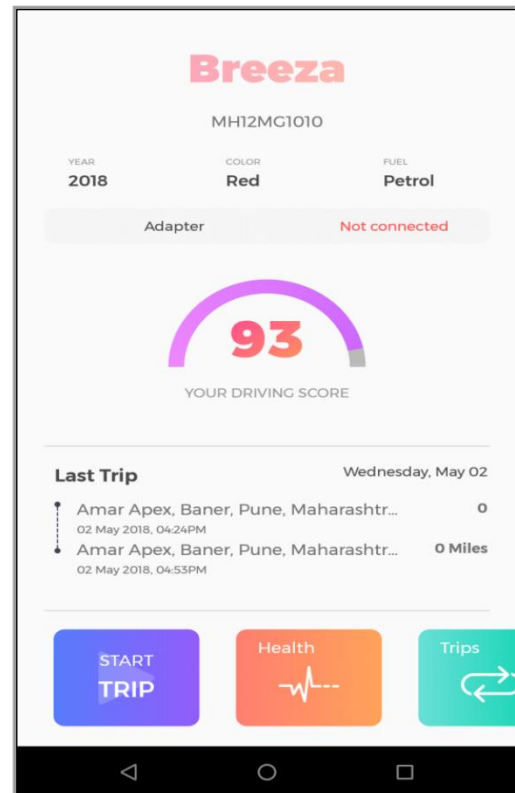 Breeza
MH12MG1010
YEAR COLOR FUEL
2018 Red Petrol
Adapter Not connected
93
YOUR DRIVING SCORE
Last Trip Wednesday, May 02
Amar Apex, Baner, Pune, Maharashtr... 0
02 May 2018, 04:24PM
Amar Apex, Baner, Pune, Maharashtr... 0 Miles
02 May 2018, 04:53PM
START
TRIP
Health
Trips